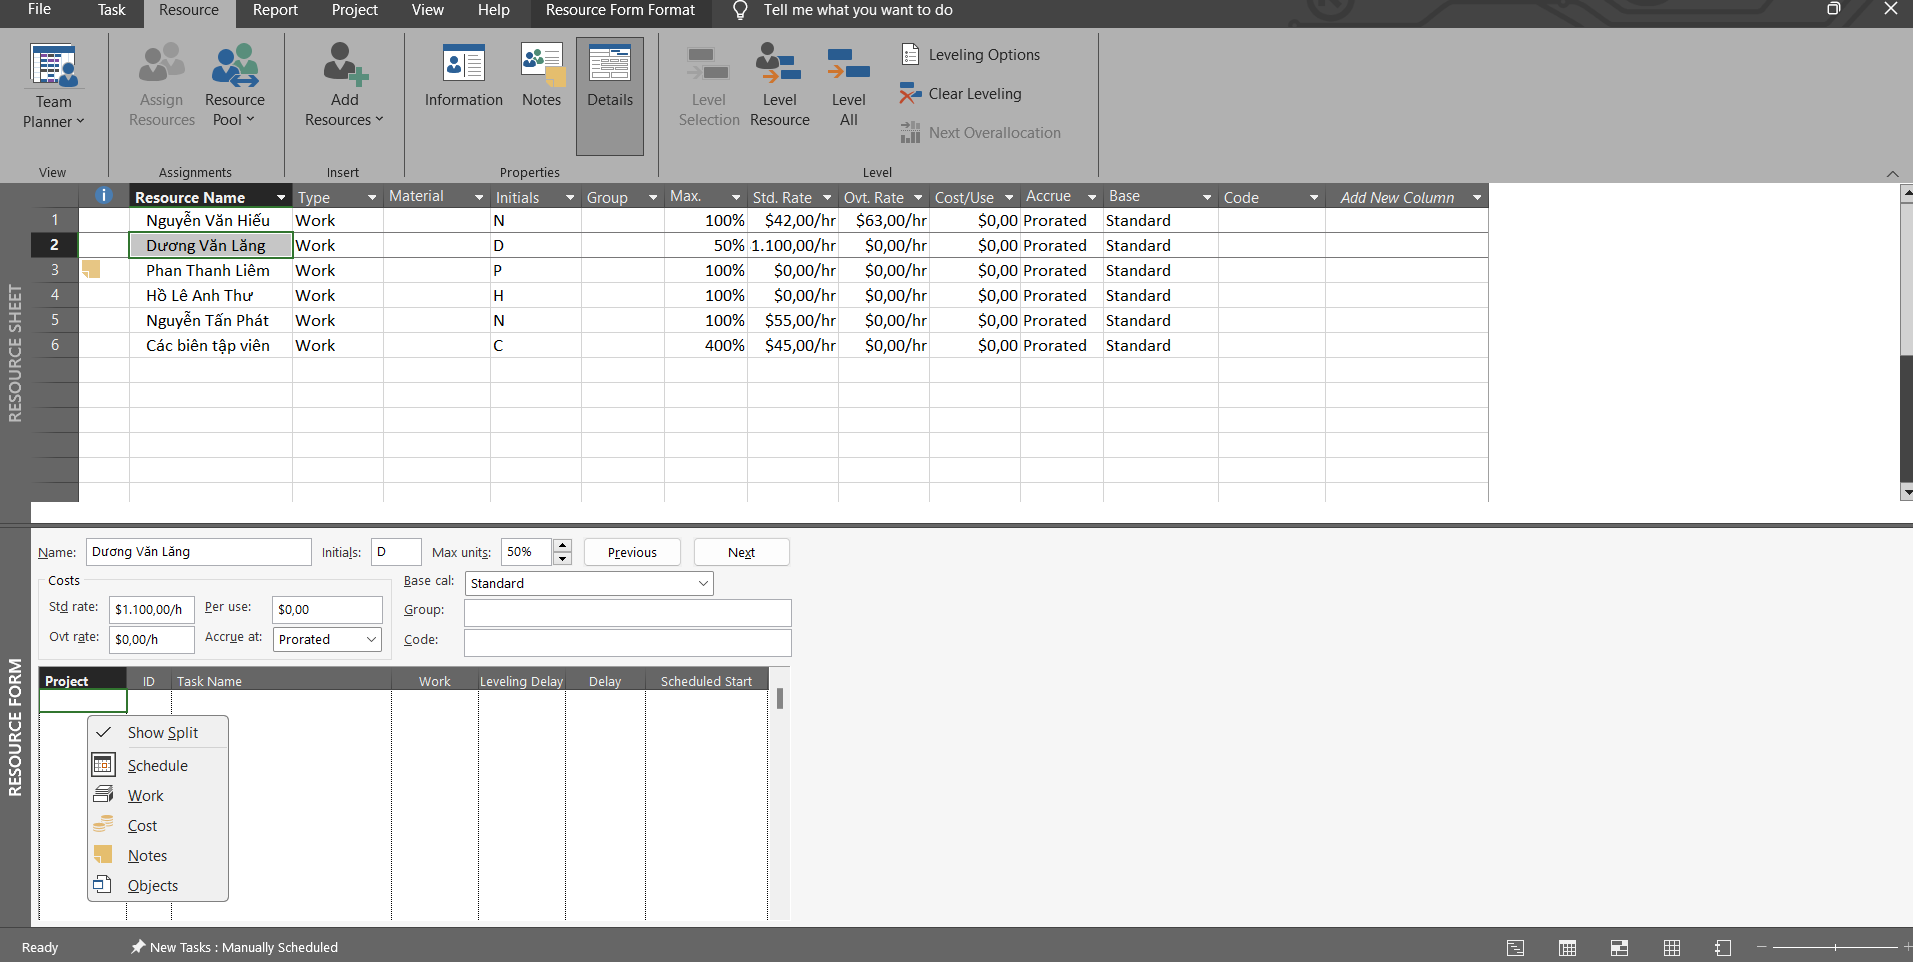 File Task Resource Report Project View Help Resource Form Format Tell me what you want to do
Team Planner
Assign Resources
Resource Pool
Add Resources
Information
Notes
Details
Level Selection
Level Resource
Level All
Leveling Options
Clear Leveling
Next Overallocation
View Assignments Insert Properties Level
Resource Name Type Material Initials Group Max. Std. Rate Ovt. Rate Cost/Use Accrue Base Code Add New Column
1 Nguyễn Văn Hiếu Work N 100% $42,00/hr $63,00/hr $0,00 Prorated Standard
2 Dương Văn Lăng Work D 50% 1.100,00/hr $0,00/hr $0,00 Prorated Standard
3 Phan Thanh Liêm Work P 100% $0,00/hr $0,00/hr $0,00 Prorated Standard
4 Hồ Lê Anh Thư Work H 100% $0,00/hr $0,00/hr $0,00 Prorated Standard
5 Nguyễn Tấn Phát Work N 100% $55,00/hr $0,00/hr $0,00 Prorated Standard
6 Các biên tập viên Work C 400% $45,00/hr $0,00/hr $0,00 Prorated Standard
RESOURCE SHEET
Name: Dương Văn Lăng Initials: D Max units: 50% Previous Next
Costs
Base cal: Standard
Std rate: $1.100,00/h Per use: $0,00
Group:
Ovt rate: $0,00/h Accrue at: Prorated
Code:
Project ID Task Name Work Leveling Delay Delay Scheduled Start
Show Split
Schedule
Work
Cost
Notes
Objects
RESOURCE FORM
Ready New Tasks : Manually Scheduled